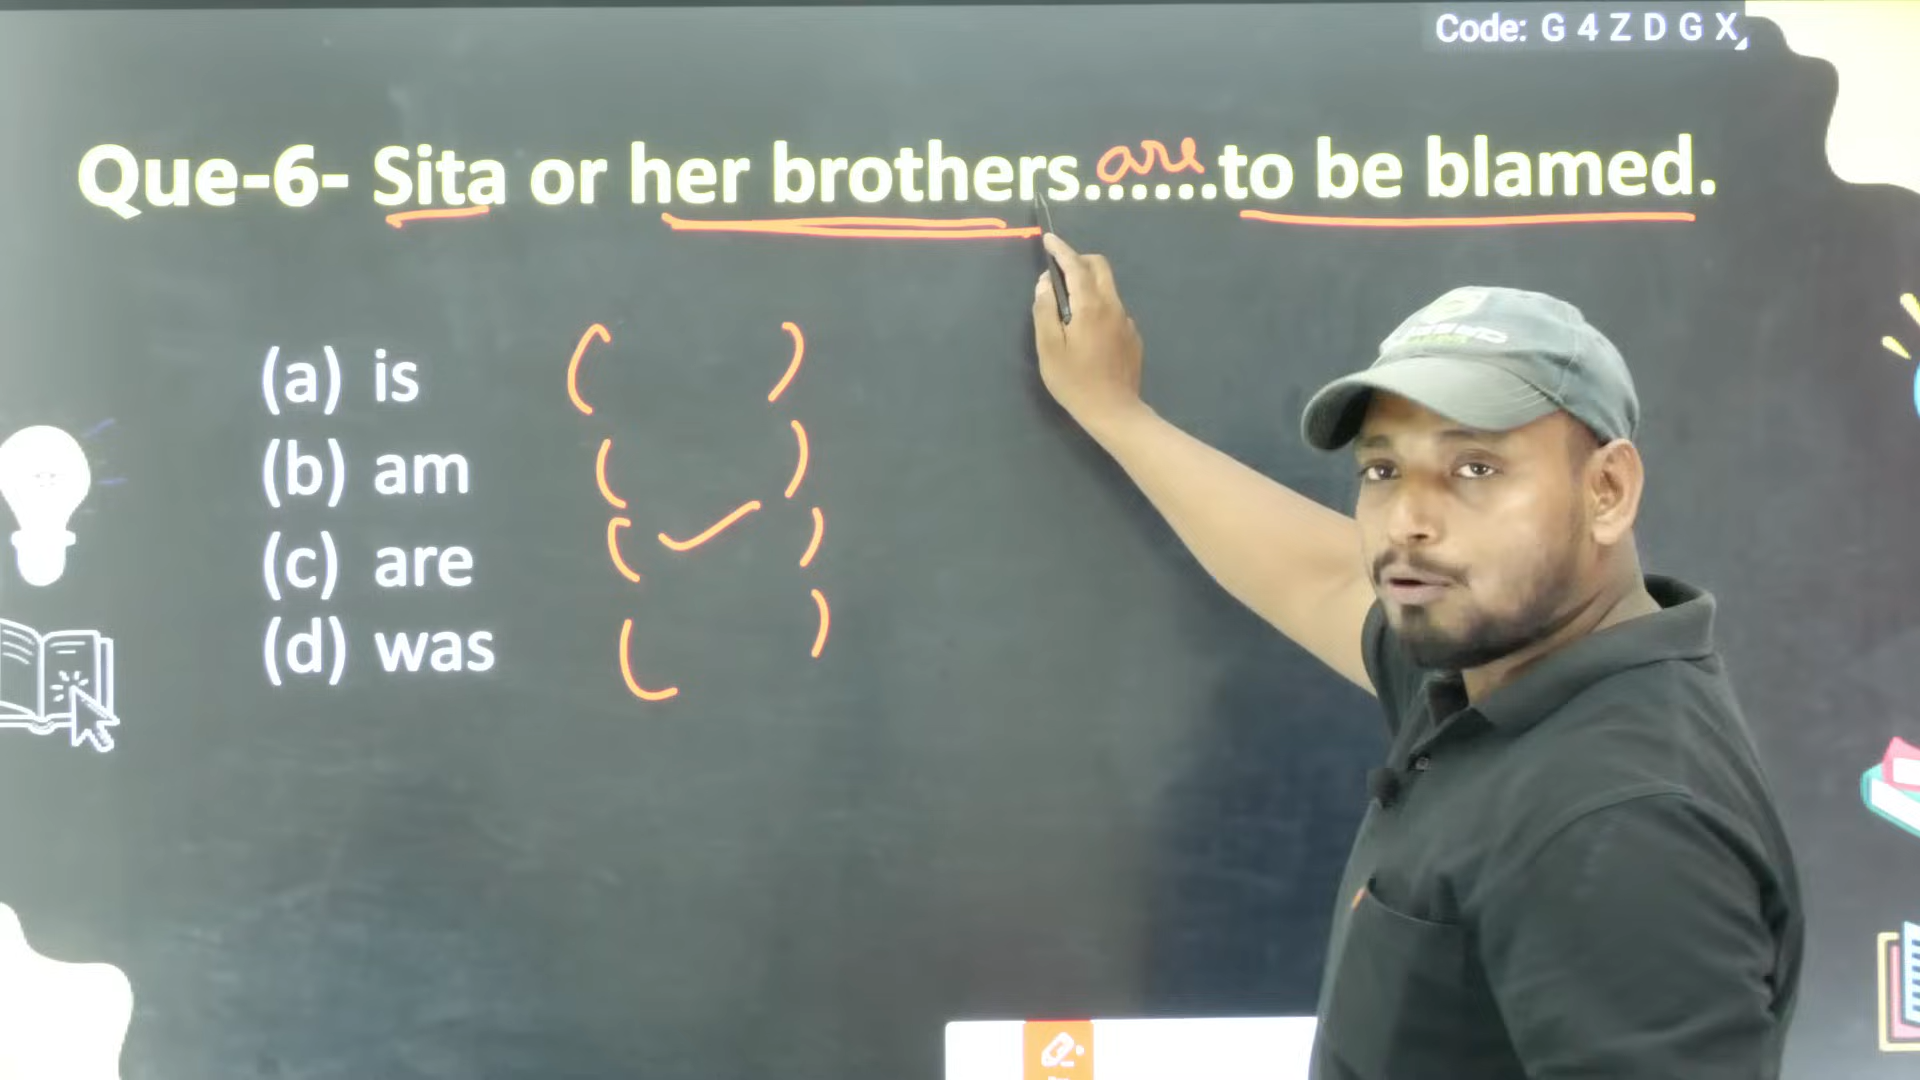 Code: G 4 Z D G X
Que-6- Sita or her brothers...are...to be blamed.
(a) is
(b) am
(c) are
(d) was